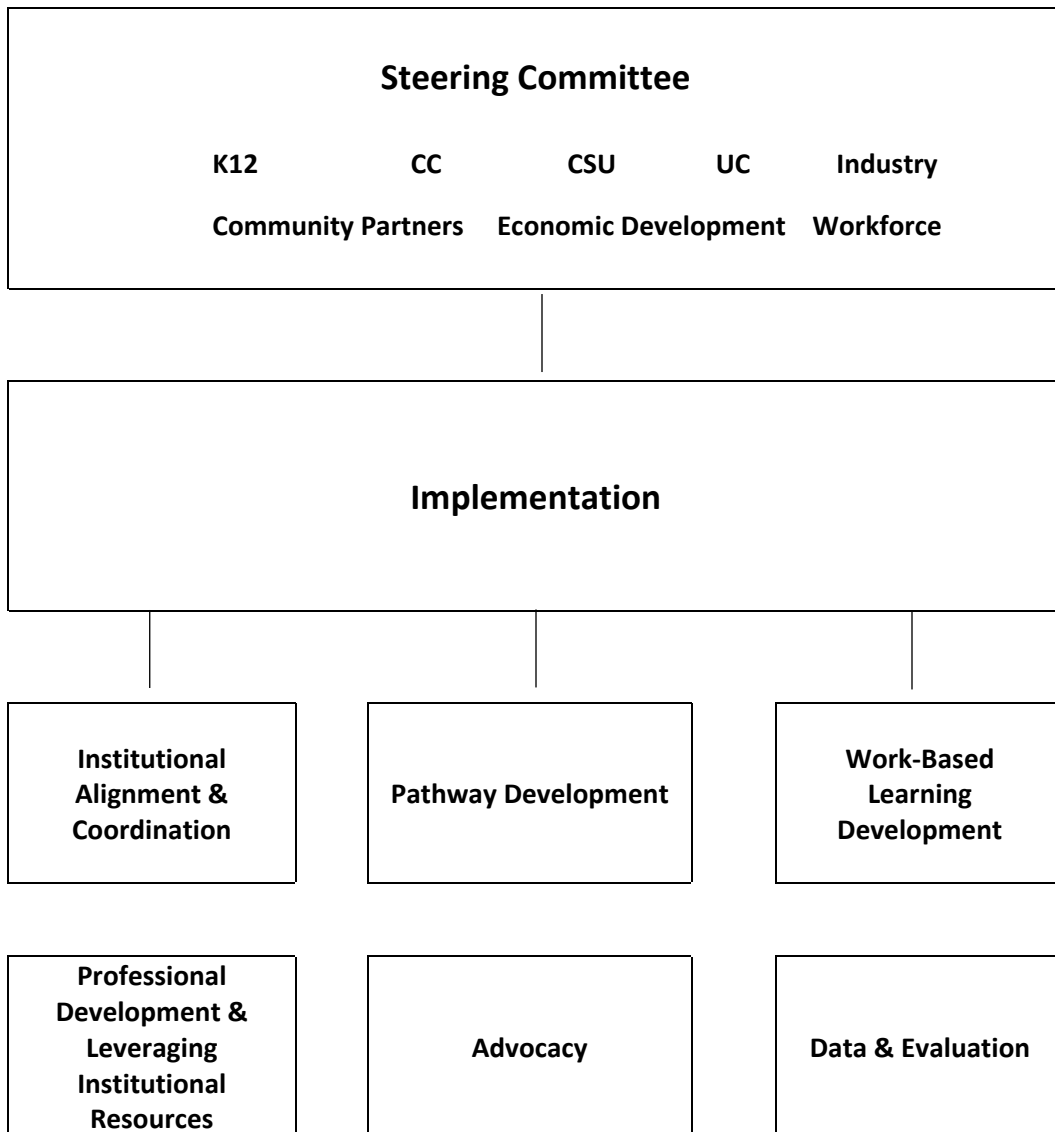 Steering Committee
K12 CC CSU UC Industry
Community Partners Economic Development Workforce
Implementation
Institutional
Alignment &
Coordination
Pathway Development
Work-Based
Learning
Development
Professional
Development &
Leveraging
Institutional
Resources
Advocacy
Data & Evaluation